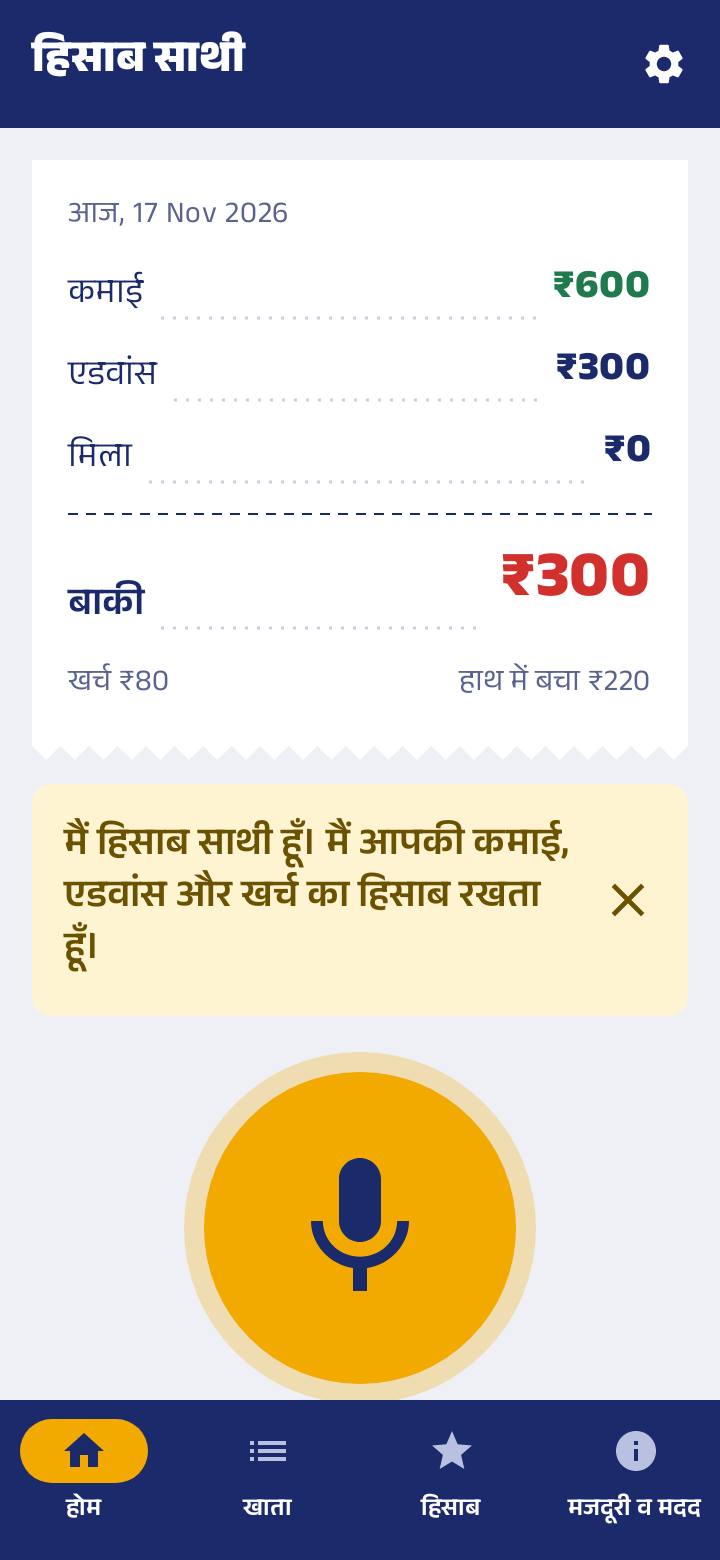 हिसाब साथी
आज, 17 Nov 2026
कमाई ₹600
एडवांस ₹300
मिला ₹0
बाकी ₹300
खर्च ₹80 हाथ में बचा ₹220
मैं हिसाब साथी हूँ। मैं आपकी कमाई,
एडवांस और खर्च का हिसाब रखता
हूँ।
होम खाता हिसाब मजदूरी व मदद